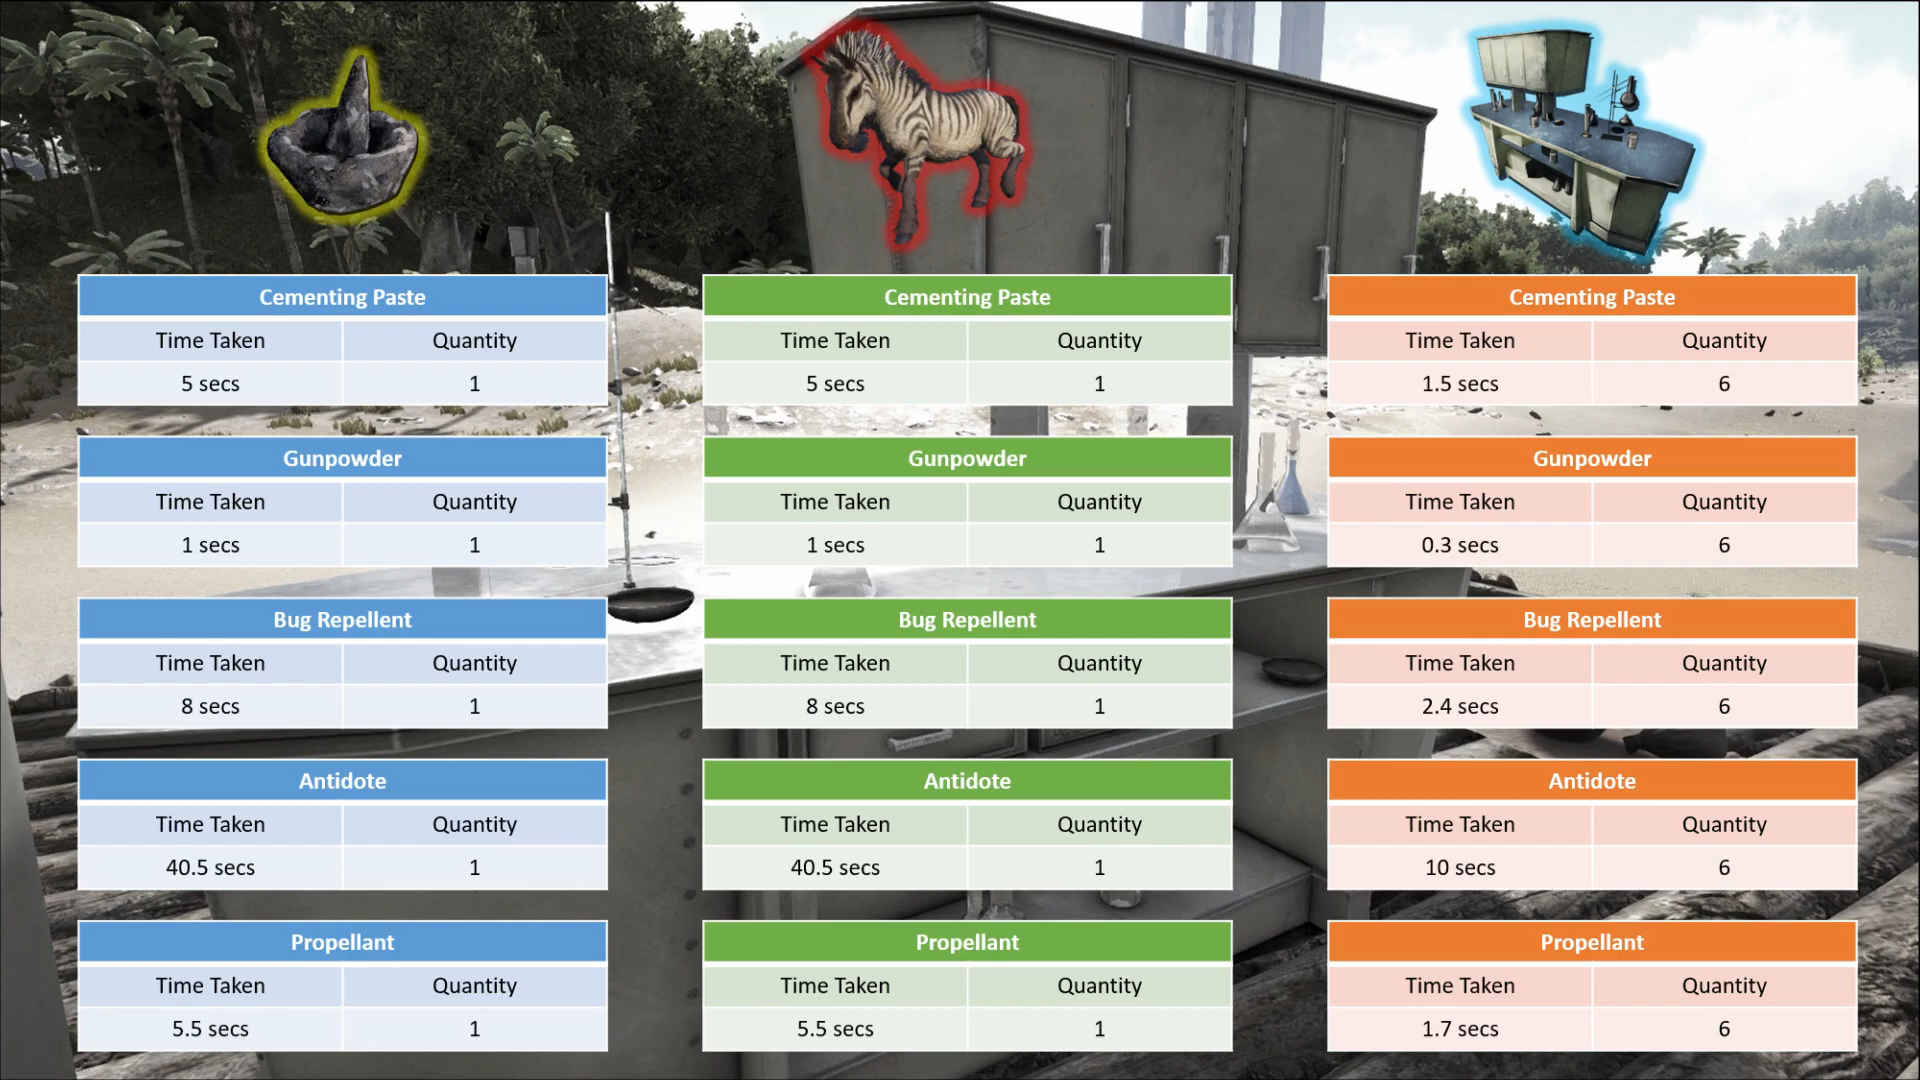 Cementing Paste
Time Taken Quantity
5 secs 1
Gunpowder
Time Taken Quantity
1 secs 1
Bug Repellent
Time Taken Quantity
8 secs 1
Antidote
Time Taken Quantity
40.5 secs 1
Propellant
Time Taken Quantity
5.5 secs 1
Cementing Paste
Time Taken Quantity
5 secs 1
Gunpowder
Time Taken Quantity
1 secs 1
Bug Repellent
Time Taken Quantity
8 secs 1
Antidote
Time Taken Quantity
40.5 secs 1
Propellant
Time Taken Quantity
5.5 secs 1
Cementing Paste
Time Taken Quantity
1.5 secs 6
Gunpowder
Time Taken Quantity
0.3 secs 6
Bug Repellent
Time Taken Quantity
2.4 secs 6
Antidote
Time Taken Quantity
10 secs 6
Propellant
Time Taken Quantity
1.7 secs 6